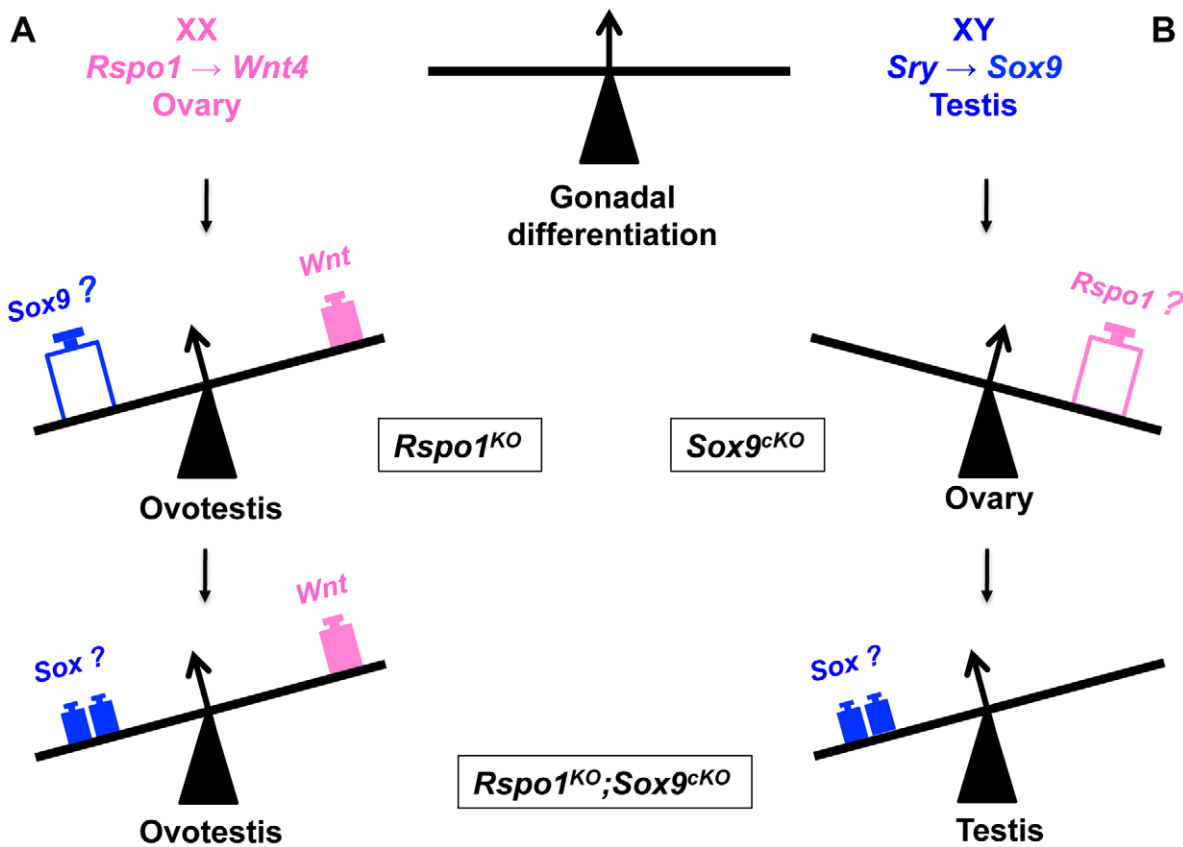 A
XX
Rspo1 → Wnt4
Ovary
B
XY
Sry → Sox9
Testis
Gonadal
differentiation
Sox9 ?
Wnt
Rspo1 ?
Rspo1KO
Sox9cKO
Ovotestis
Ovary
Sox ?
Wnt
Sox ?
Rspo1KO;Sox9cKO
Ovotestis
Testis